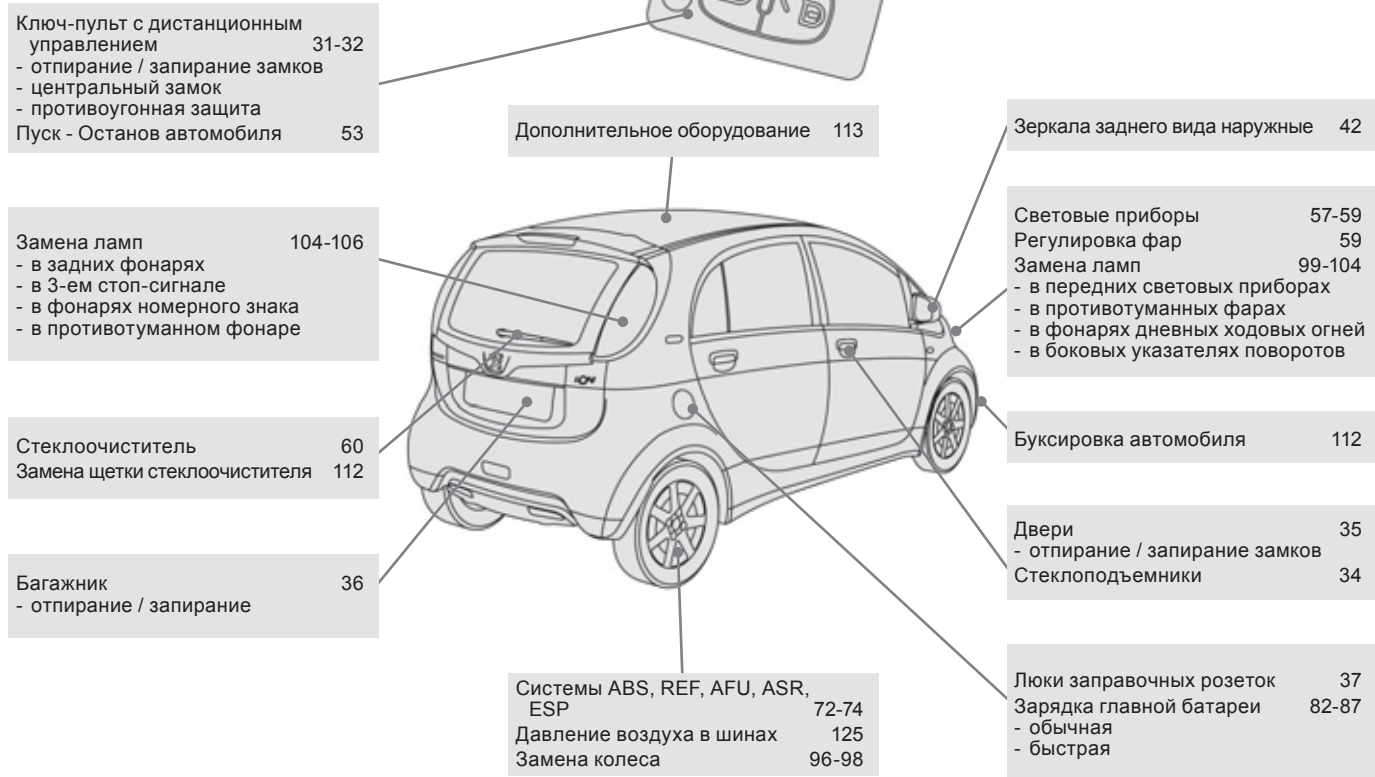 Ключ-пульт с дистанционным
управлением 31-32
- отпирание / запирание замков
- центральный замок
- противоугонная защита
Пуск - Останов автомобиля 53
Дополнительное оборудование 113
Зеркала заднего вида наружные 42
Замена ламп 104-106
- в задних фонарях
- в 3-ем стоп-сигнале
- в фонарях номерного знака
- в противотуманном фонаре
Световые приборы 57-59
Регулировка фар 59
Замена ламп 99-104
- в передних световых приборах
- в противотуманных фарах
- в фонарях дневных ходовых огней
- в боковых указателях поворотов
iOn
Стеклоочиститель 60
Замена щетки стеклоочистителя 112
Буксировка автомобиля 112
Багажник 36
- отпирание / запирание
Двери 35
- отпирание / запирание замков
Стеклоподъемники 34
Системы ABS, REF, AFU, ASR,
ESP 72-74
Давление воздуха в шинах 125
Замена колеса 96-98
Люки заправочных розеток 37
Зарядка главной батареи 82-87
- обычная
- быстрая